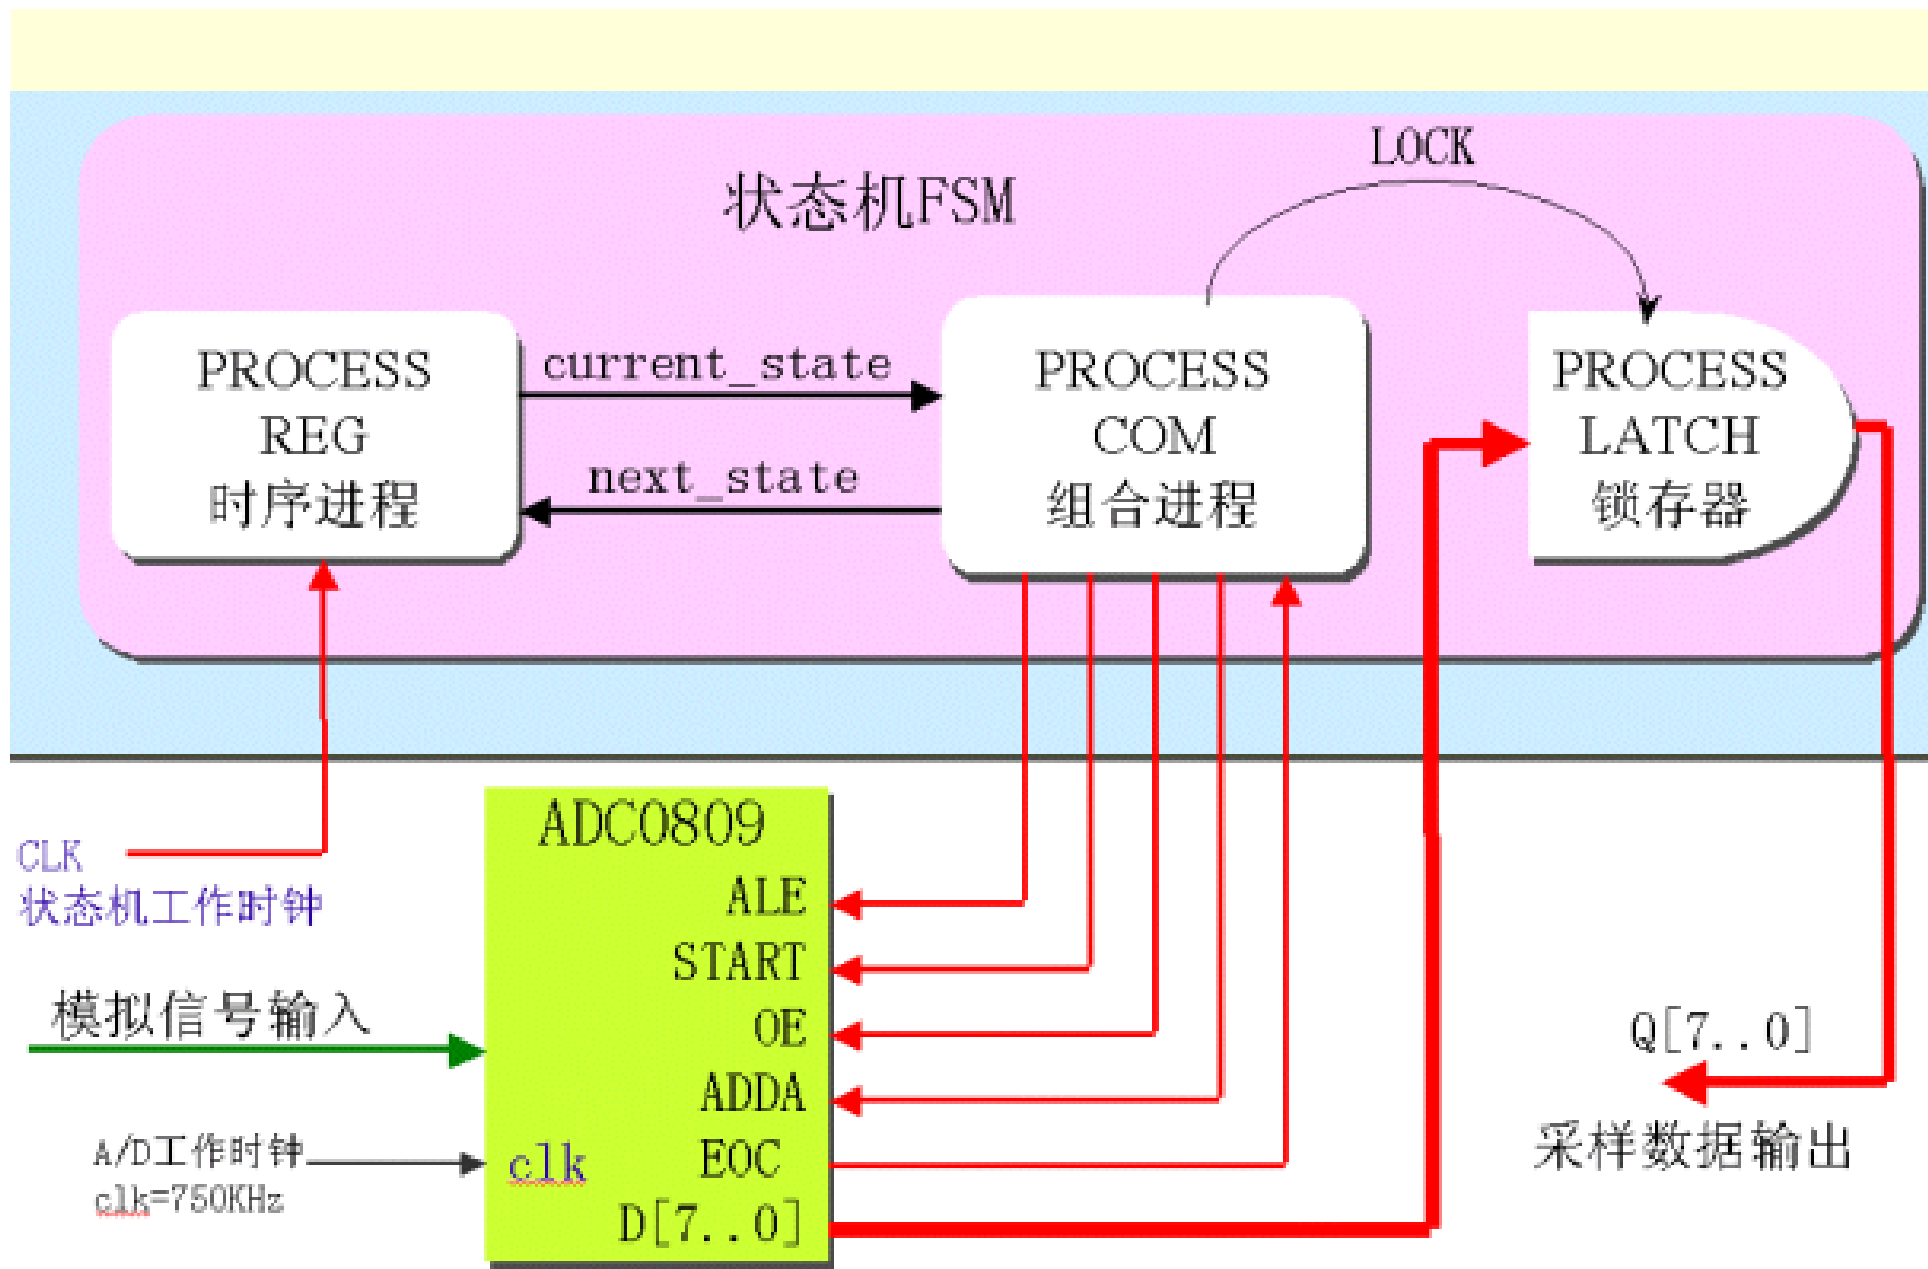 LOCK
状态机FSM
PROCESS
REG
时序进程
current_state
next_state
PROCESS
COM
组合进程
PROCESS
LATCH
锁存器
CLK
状态机工作时钟
模拟信号输入
A/D工作时钟
clk=750KHz
ADC0809
ALE
START
OE
ADDA
clk
EOC
D[7..0]
Q[7..0]
采样数据输出